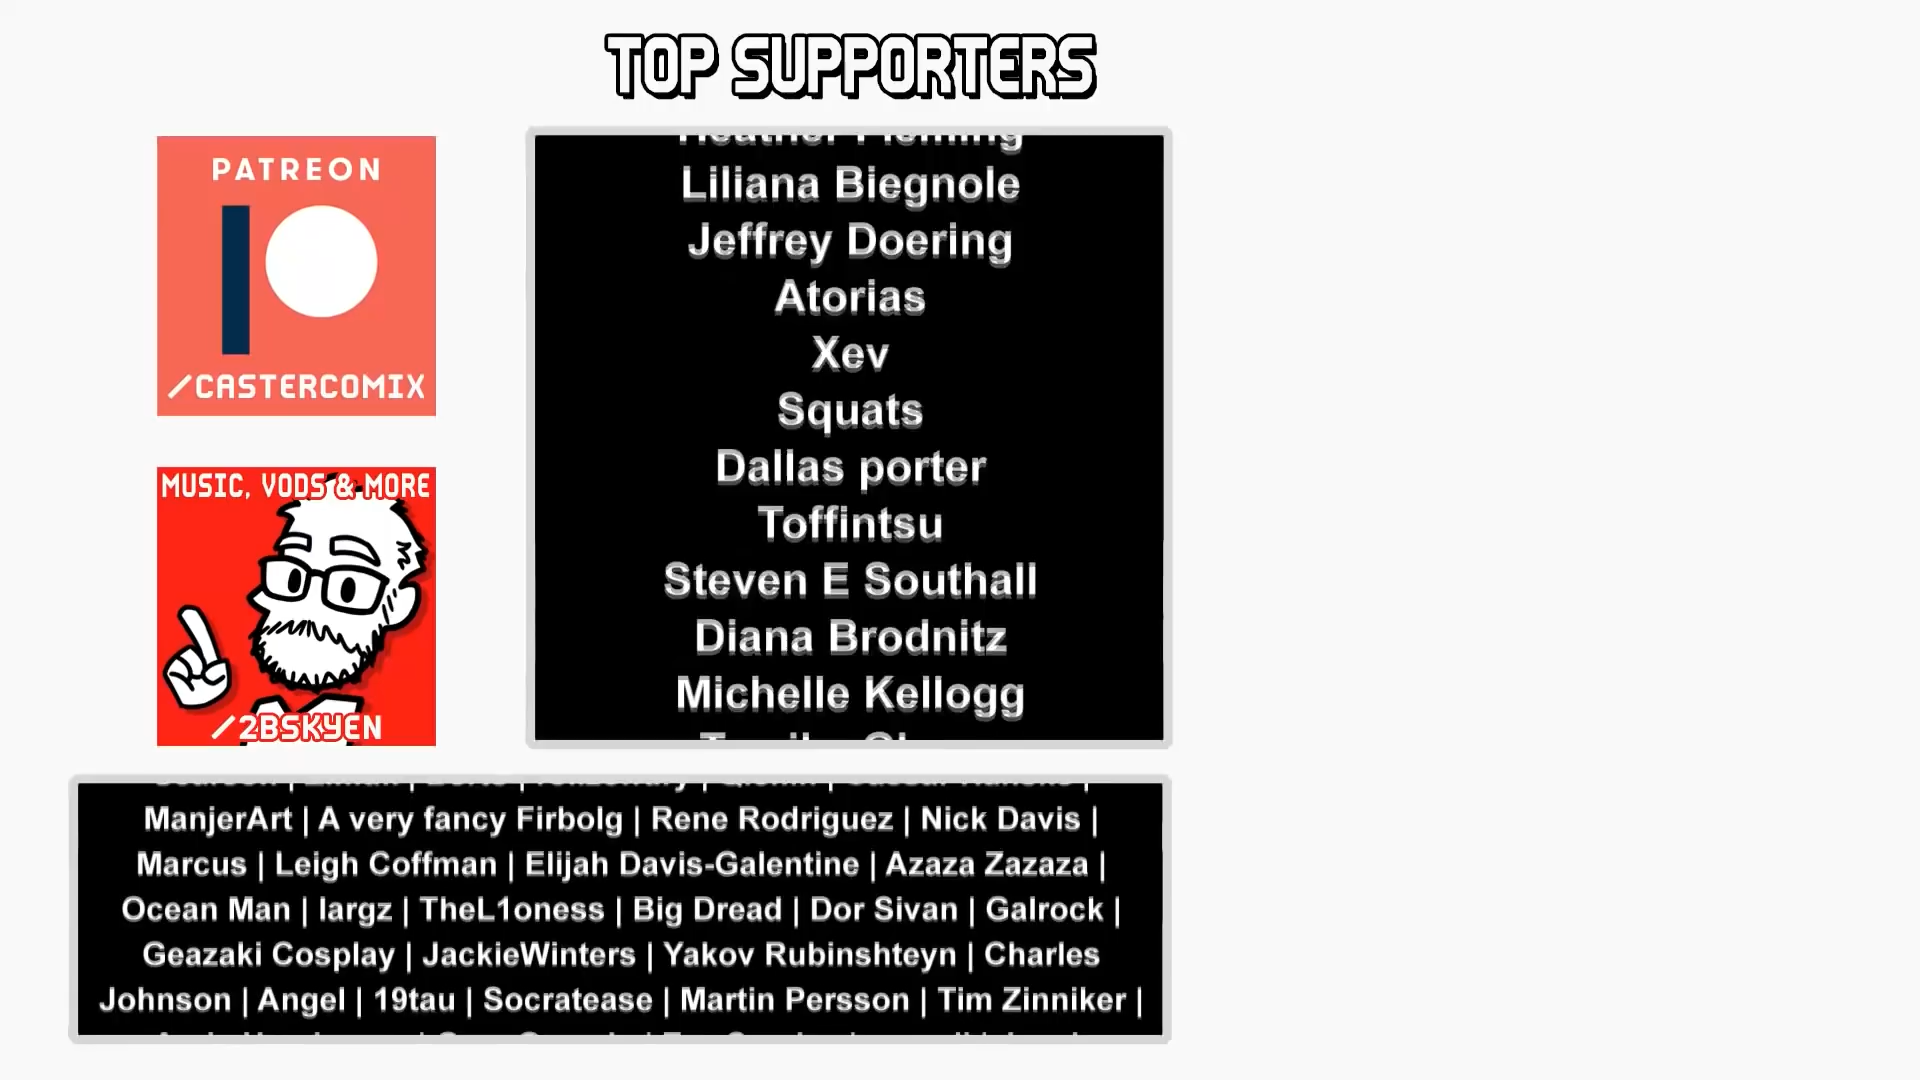 TOP SUPPORTERS
PATREON
/CASTERCOMIX
MUSIC, VODS & MORE
/2BSKYEN
Heather Fleming
Liliana Biegnole
Jeffrey Doering
Atorias
Xev
Squats
Dallas porter
Toffintsu
Steven E Southall
Diana Brodnitz
Michelle Kellogg
ManjerArt | A very fancy Firbolg | Rene Rodriguez | Nick Davis |
Marcus | Leigh Coffman | Elijah Davis-Galentine | Azaza Zazaza |
Ocean Man | largz | TheL1oness | Big Dread | Dor Sivan | Galrock |
Geazaki Cosplay | JackieWinters | Yakov Rubinshteyn | Charles
Johnson | Angel | 19tau | Socratease | Martin Persson | Tim Zinniker |